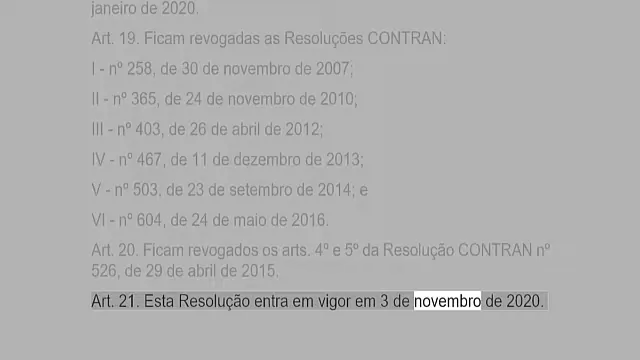 janeiro de 2020.
Art. 19. Ficam revogadas as Resoluções CONTRAN:
I - nº 258, de 30 de novembro de 2007;
II - nº 365, de 24 de novembro de 2010;
III - nº 403, de 26 de abril de 2012;
IV - nº 467, de 11 de dezembro de 2013;
V - nº 503, de 23 de setembro de 2014; e
VI - nº 604, de 24 de maio de 2016.
Art. 20. Ficam revogados os arts. 4º e 5º da Resolução CONTRAN nº
526, de 29 de abril de 2015.
Art. 21. Esta Resolução entra em vigor em 3 de novembro de 2020.